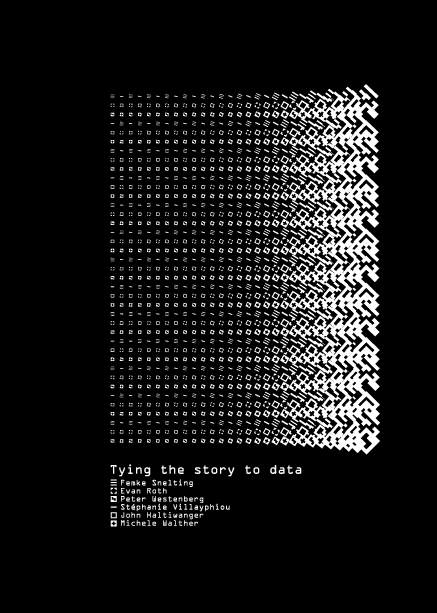 Tying the story to data
Femke Snelting
Evan Roth
Peter Westenberg
Stéphanie Villayphiou
John Haltiwanger
Michele Walther